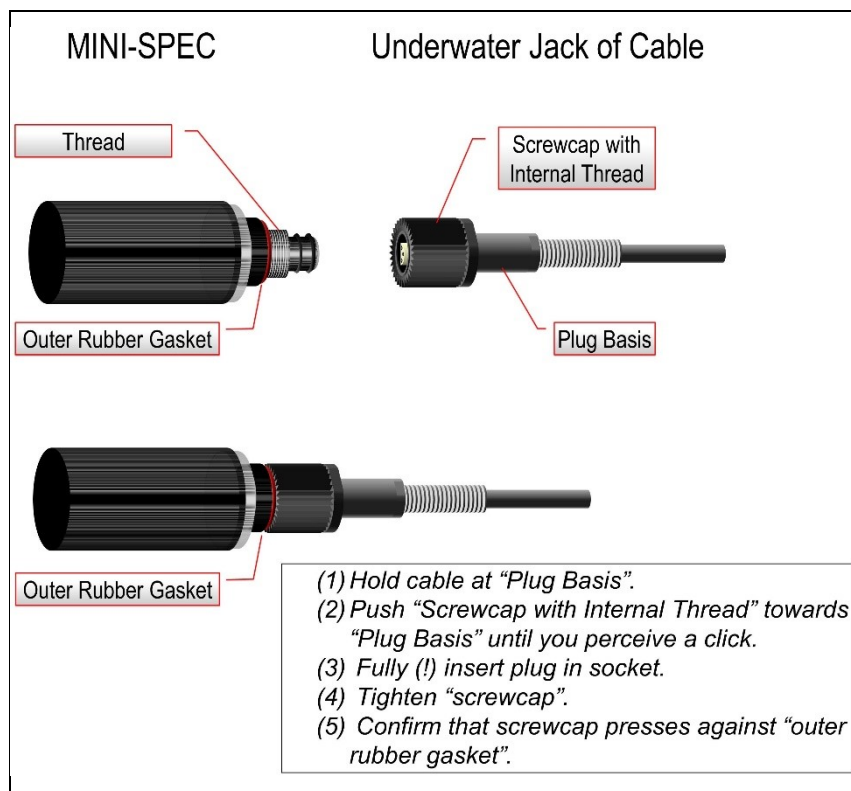 MINI-SPEC
Underwater Jack of Cable
Thread
Screwcap with
Internal Thread
Outer Rubber Gasket
Plug Basis
Outer Rubber Gasket
(1) Hold cable at “Plug Basis”.
(2) Push “Screwcap with Internal Thread” towards
“Plug Basis” until you perceive a click.
(3) Fully (!) insert plug in socket.
(4) Tighten “screwcap”.
(5) Confirm that screwcap presses against “outer
rubber gasket”.